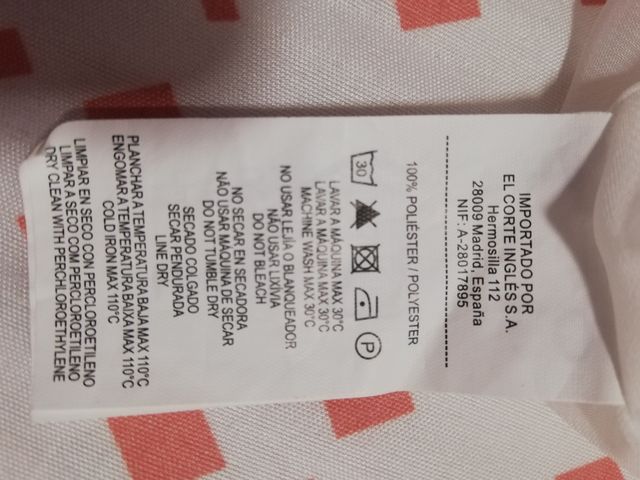 IMPORTADO POR
EL CORTE INGLÉS S.A.
Hermosilla 112
28009 Madrid, España
NIF: A-28017895
100% POLIÉSTER / POLYESTER
30
P
LAVAR A MÁQUINA MAX 30°C
LAVAR A MÁQUINA MAX 30°C
MACHINE WASH MAX 30°C
NO USAR LEJÍA O BLANQUEADOR
NÃO USAR LIXÍVIA
DO NOT BLEACH
NO SECAR EN SECADORA
NÃO USAR MÁQUINA DE SECAR
DO NOT TUMBLE DRY
SECADO COLGADO
SECAR PENDURADA
LINE DRY
PLANCHAR A TEMPERATURA BAJA MAX 110°C
ENGOMAR A TEMPERATURA BAIXA MAX 110°C
COLD IRON MAX 110°C
LIMPIAR EN SECO CON PERCLOROETILENO
LIMPAR A SECO COM PERCLOROETILENO
DRY CLEAN WITH PERCHLOROETHYLENE